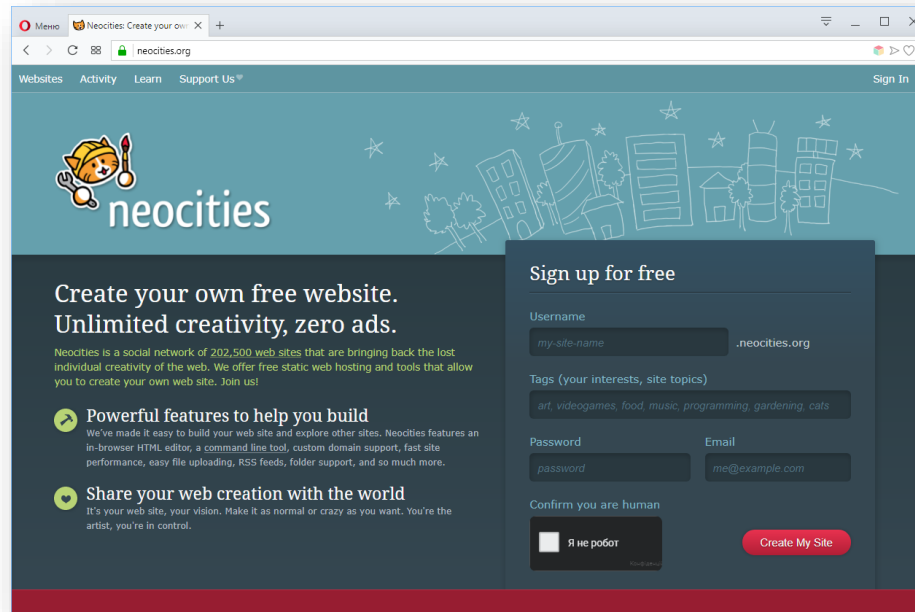 Меню
Neocities: Create your own
neocities.org
Websites Activity Learn Support Us
Sign In
neocities
Create your own free website.
Unlimited creativity, zero ads.
Neocities is a social network of 202,500 web sites that are bringing back the lost
individual creativity of the web. We offer free static web hosting and tools that allow
you to create your own web site. Join us!
Powerful features to help you build
We've made it easy to build your web site and explore other sites. Neocities features an
in-browser HTML editor, a command line tool, custom domain support, fast site
performance, easy file uploading, RSS feeds, folder support, and so much more.
Share your web creation with the world
It's your web site, your vision. Make it as normal or crazy as you want. You're the
artist, you're in control.
Sign up for free
Username
my-site-name .neocities.org
Tags (your interests, site topics)
art, videogames, food, music, programming, gardening, cats
Password Email
password me@example.com
Confirm you are human
Я не робот
Create My Site